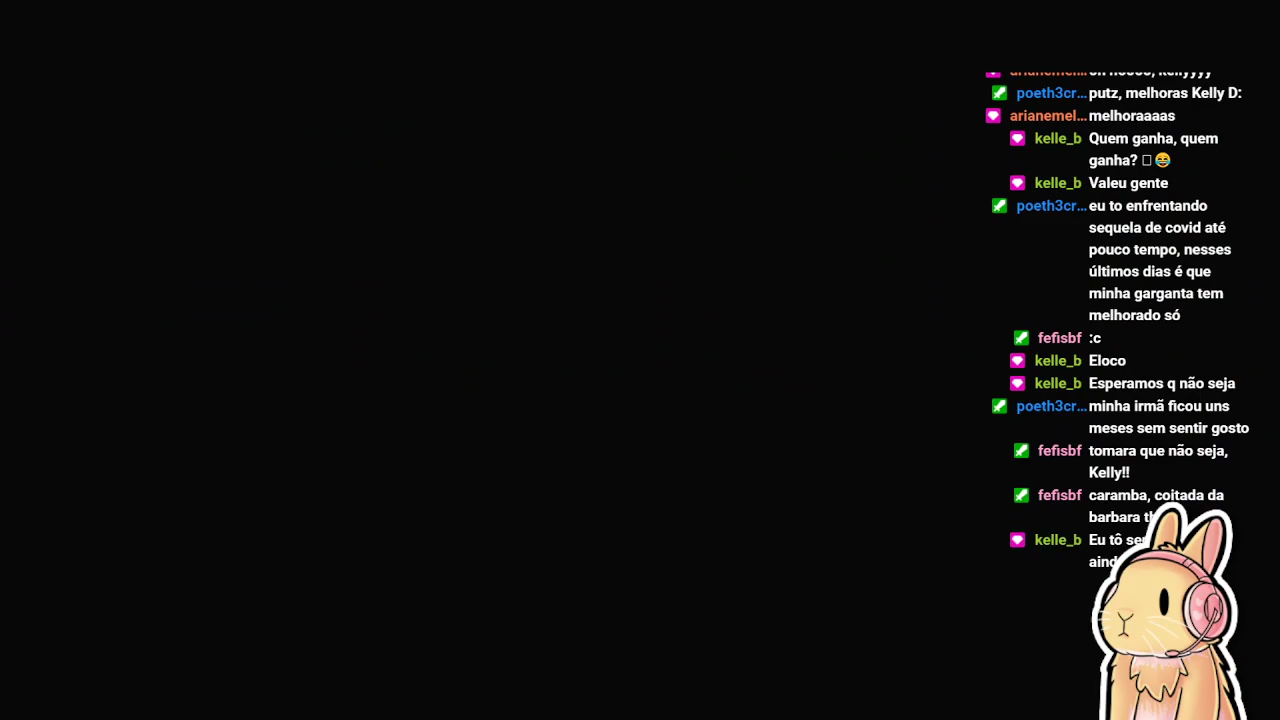 poeth3cr… putz, melhoras Kelly D:
arianemel… melhoraaaas
kelle_b Quem ganha, quem
ganha? 😂
kelle_b Valeu gente
poeth3cr… eu to enfrentando
sequela de covid até
pouco tempo, nesses
últimos dias é que
minha garganta tem
melhorado só
fefisbf :c
kelle_b Eloco
kelle_b Esperamos q não seja
poeth3cr… minha irmã ficou uns
meses sem sentir gosto
fefisbf tomara que não seja,
Kelly!!
fefisbf caramba, coitada da
barbara
kelle_b Eu tô